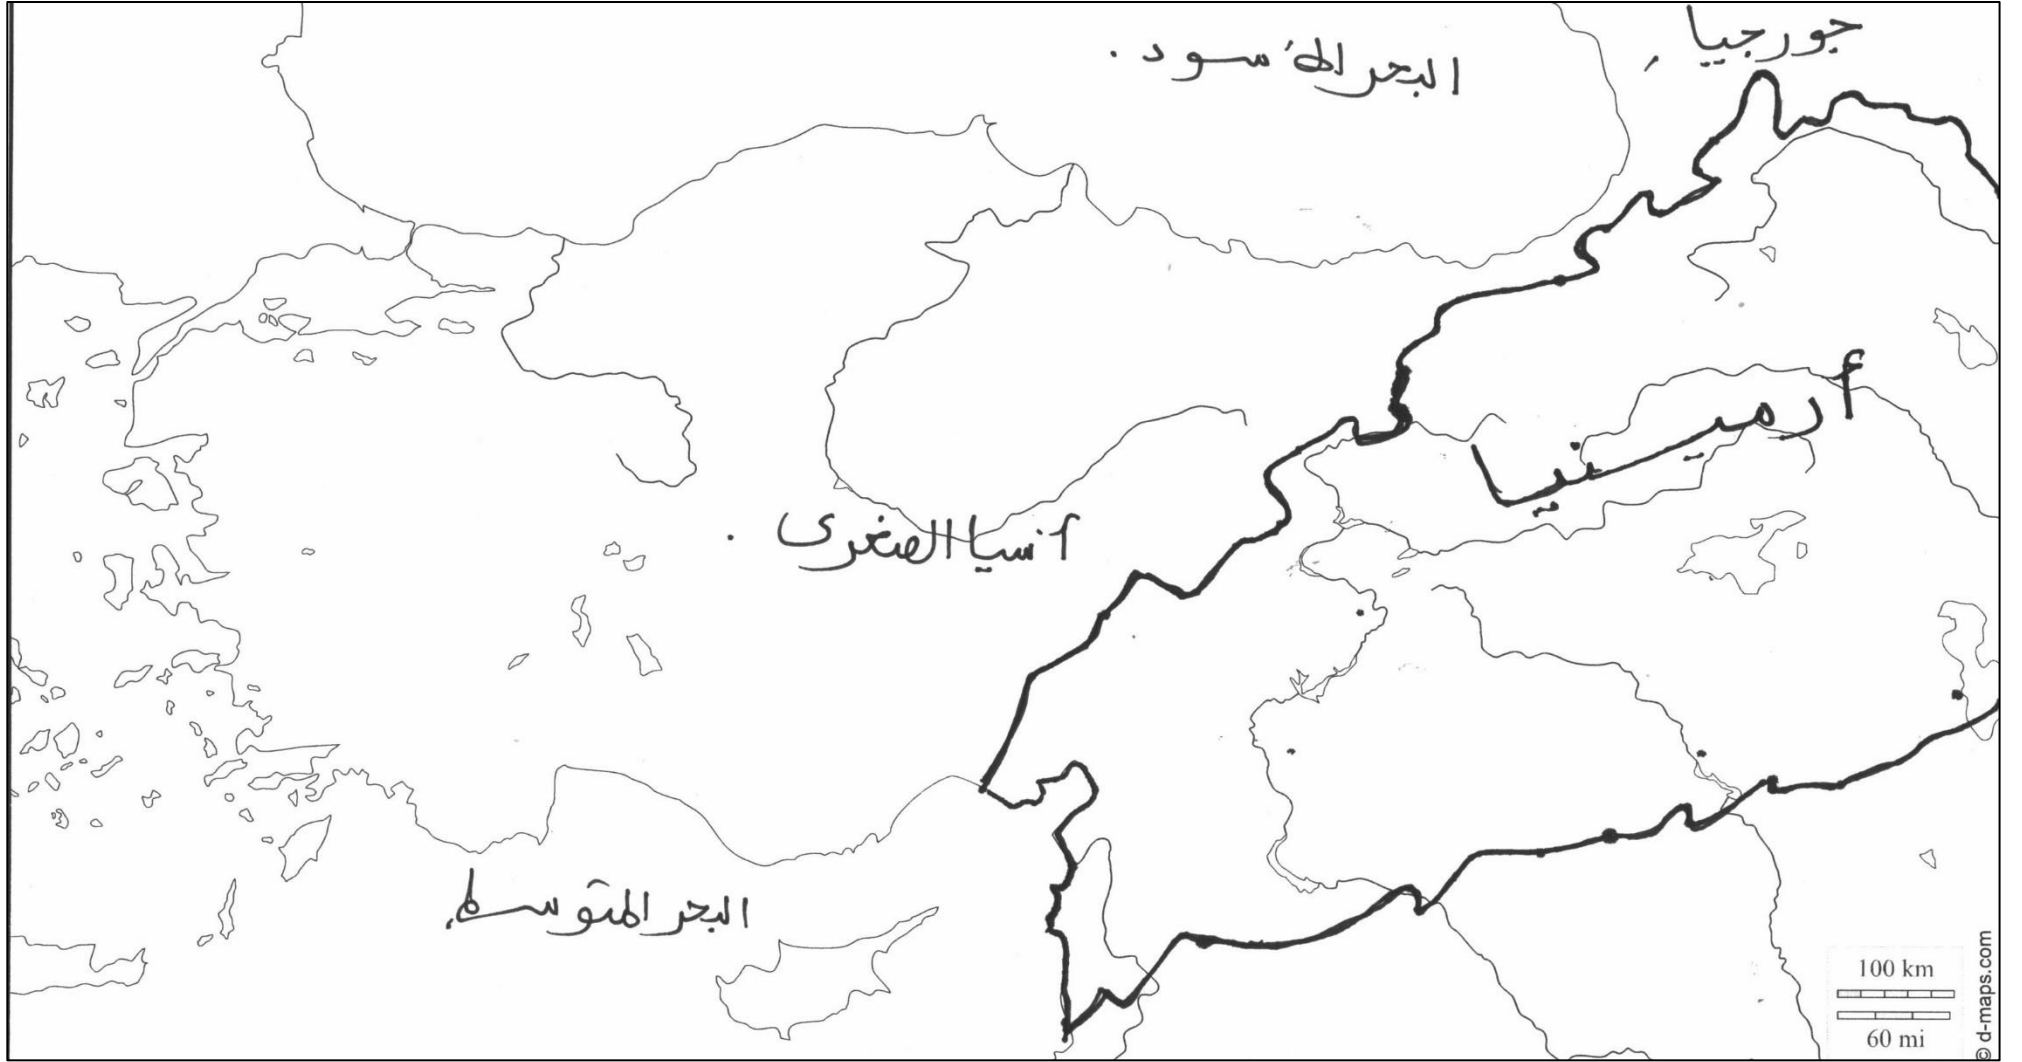 جورجيا
البحر الأسود.
أرمينيا
آسيا الصغرى.
البحر المتوسط.
100 km
60 mi
© d-maps.com